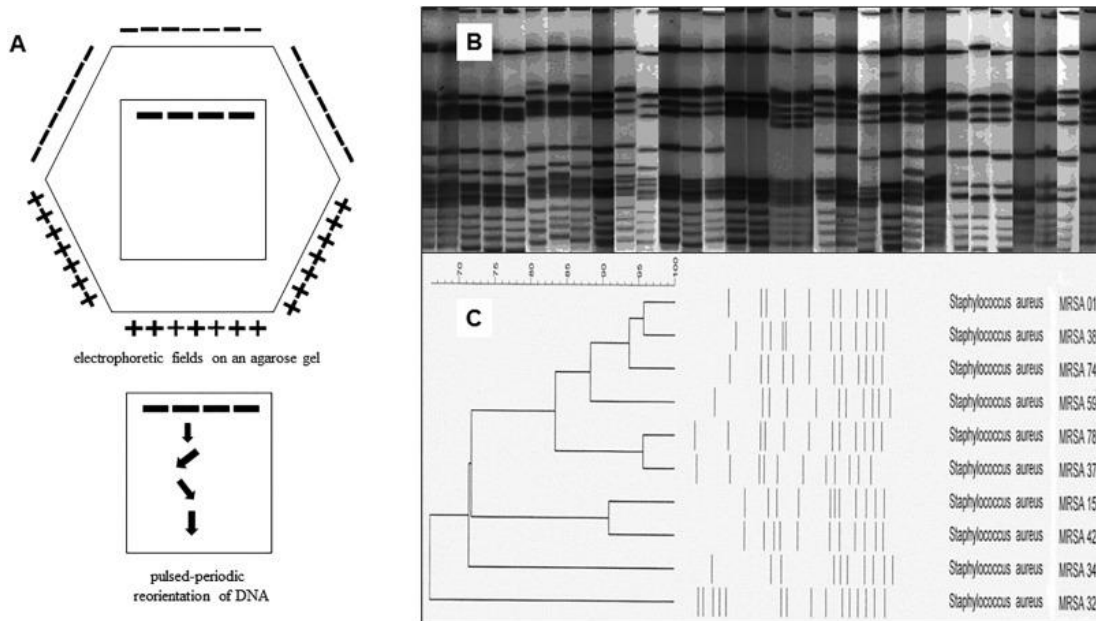 A
electrophoretic fields on an agarose gel
pulsed-periodic
reorientation of DNA
B
70 75 80 85 90 95 100
C
Staphylococcus aureus MRSA 01
Staphylococcus aureus MRSA 38
Staphylococcus aureus MRSA 74
Staphylococcus aureus MRSA 59
Staphylococcus aureus MRSA 78
Staphylococcus aureus MRSA 37
Staphylococcus aureus MRSA 15
Staphylococcus aureus MRSA 42
Staphylococcus aureus MRSA 34
Staphylococcus aureus MRSA 32